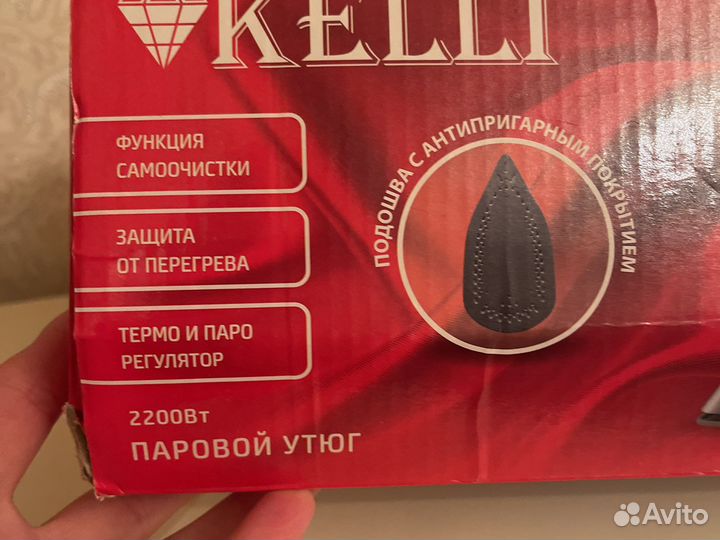 KELLI
ФУНКЦИЯ
САМООЧИСТКИ
ЗАЩИТА
ОТ ПЕРЕГРЕВА
ТЕРМО И ПАРО
РЕГУЛЯТОР
2200Вт
ПАРОВОЙ УТЮГ
ПОДОШВА С АНТИПРИГАРНЫМ ПОКРЫТИЕМ
Avito